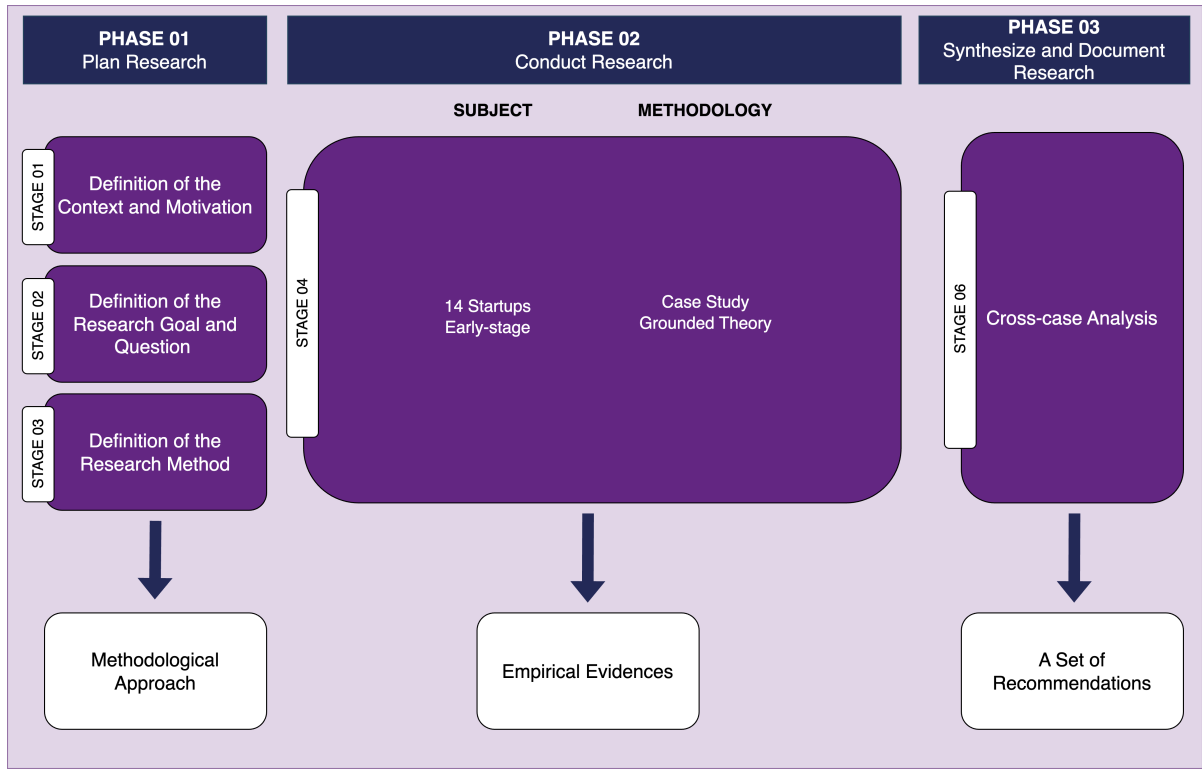 PHASE 01
Plan Research
STAGE 01
Definition of the
Context and Motivation
STAGE 02
Definition of the
Research Goal and
Question
STAGE 03
Definition of the
Research Method
Methodological
Approach
PHASE 02
Conduct Research
SUBJECT
METHODOLOGY
STAGE 04
14 Startups
Early-stage
Case Study
Grounded Theory
Empirical Evidences
PHASE 03
Synthesize and Document
Research
STAGE 06
Cross-case Analysis
A Set of
Recommendations